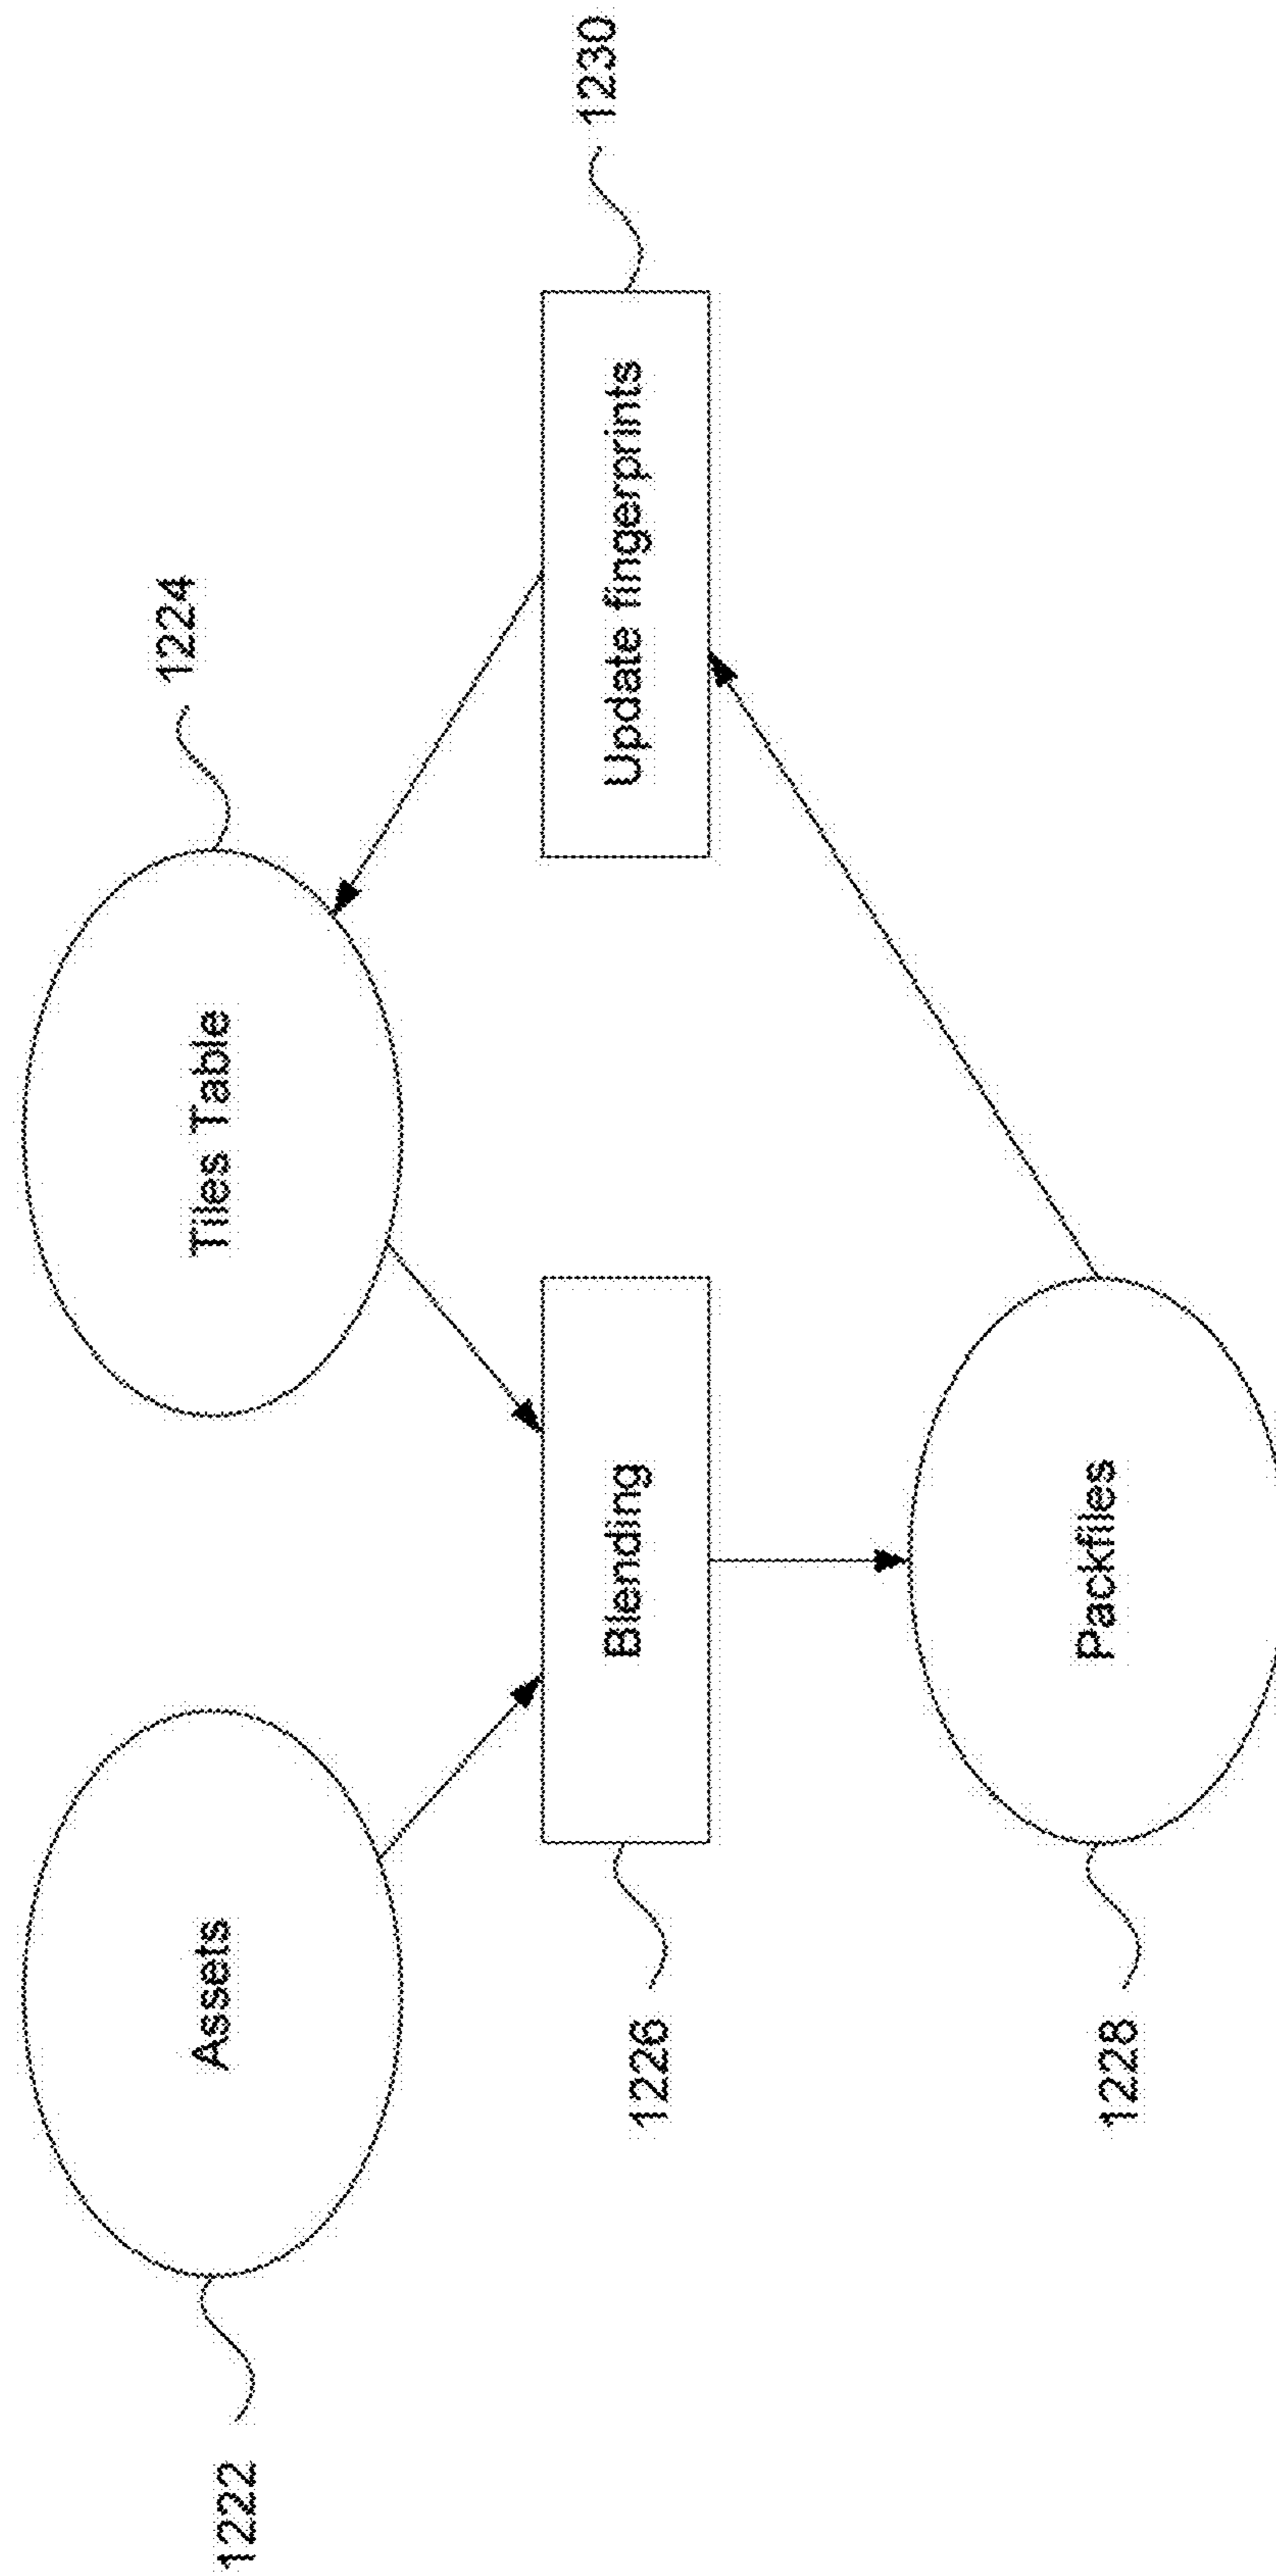 1222
Assets
Tiles Table
1224
1226
Blending
Update fingerprints
1230
1228
Packfiles